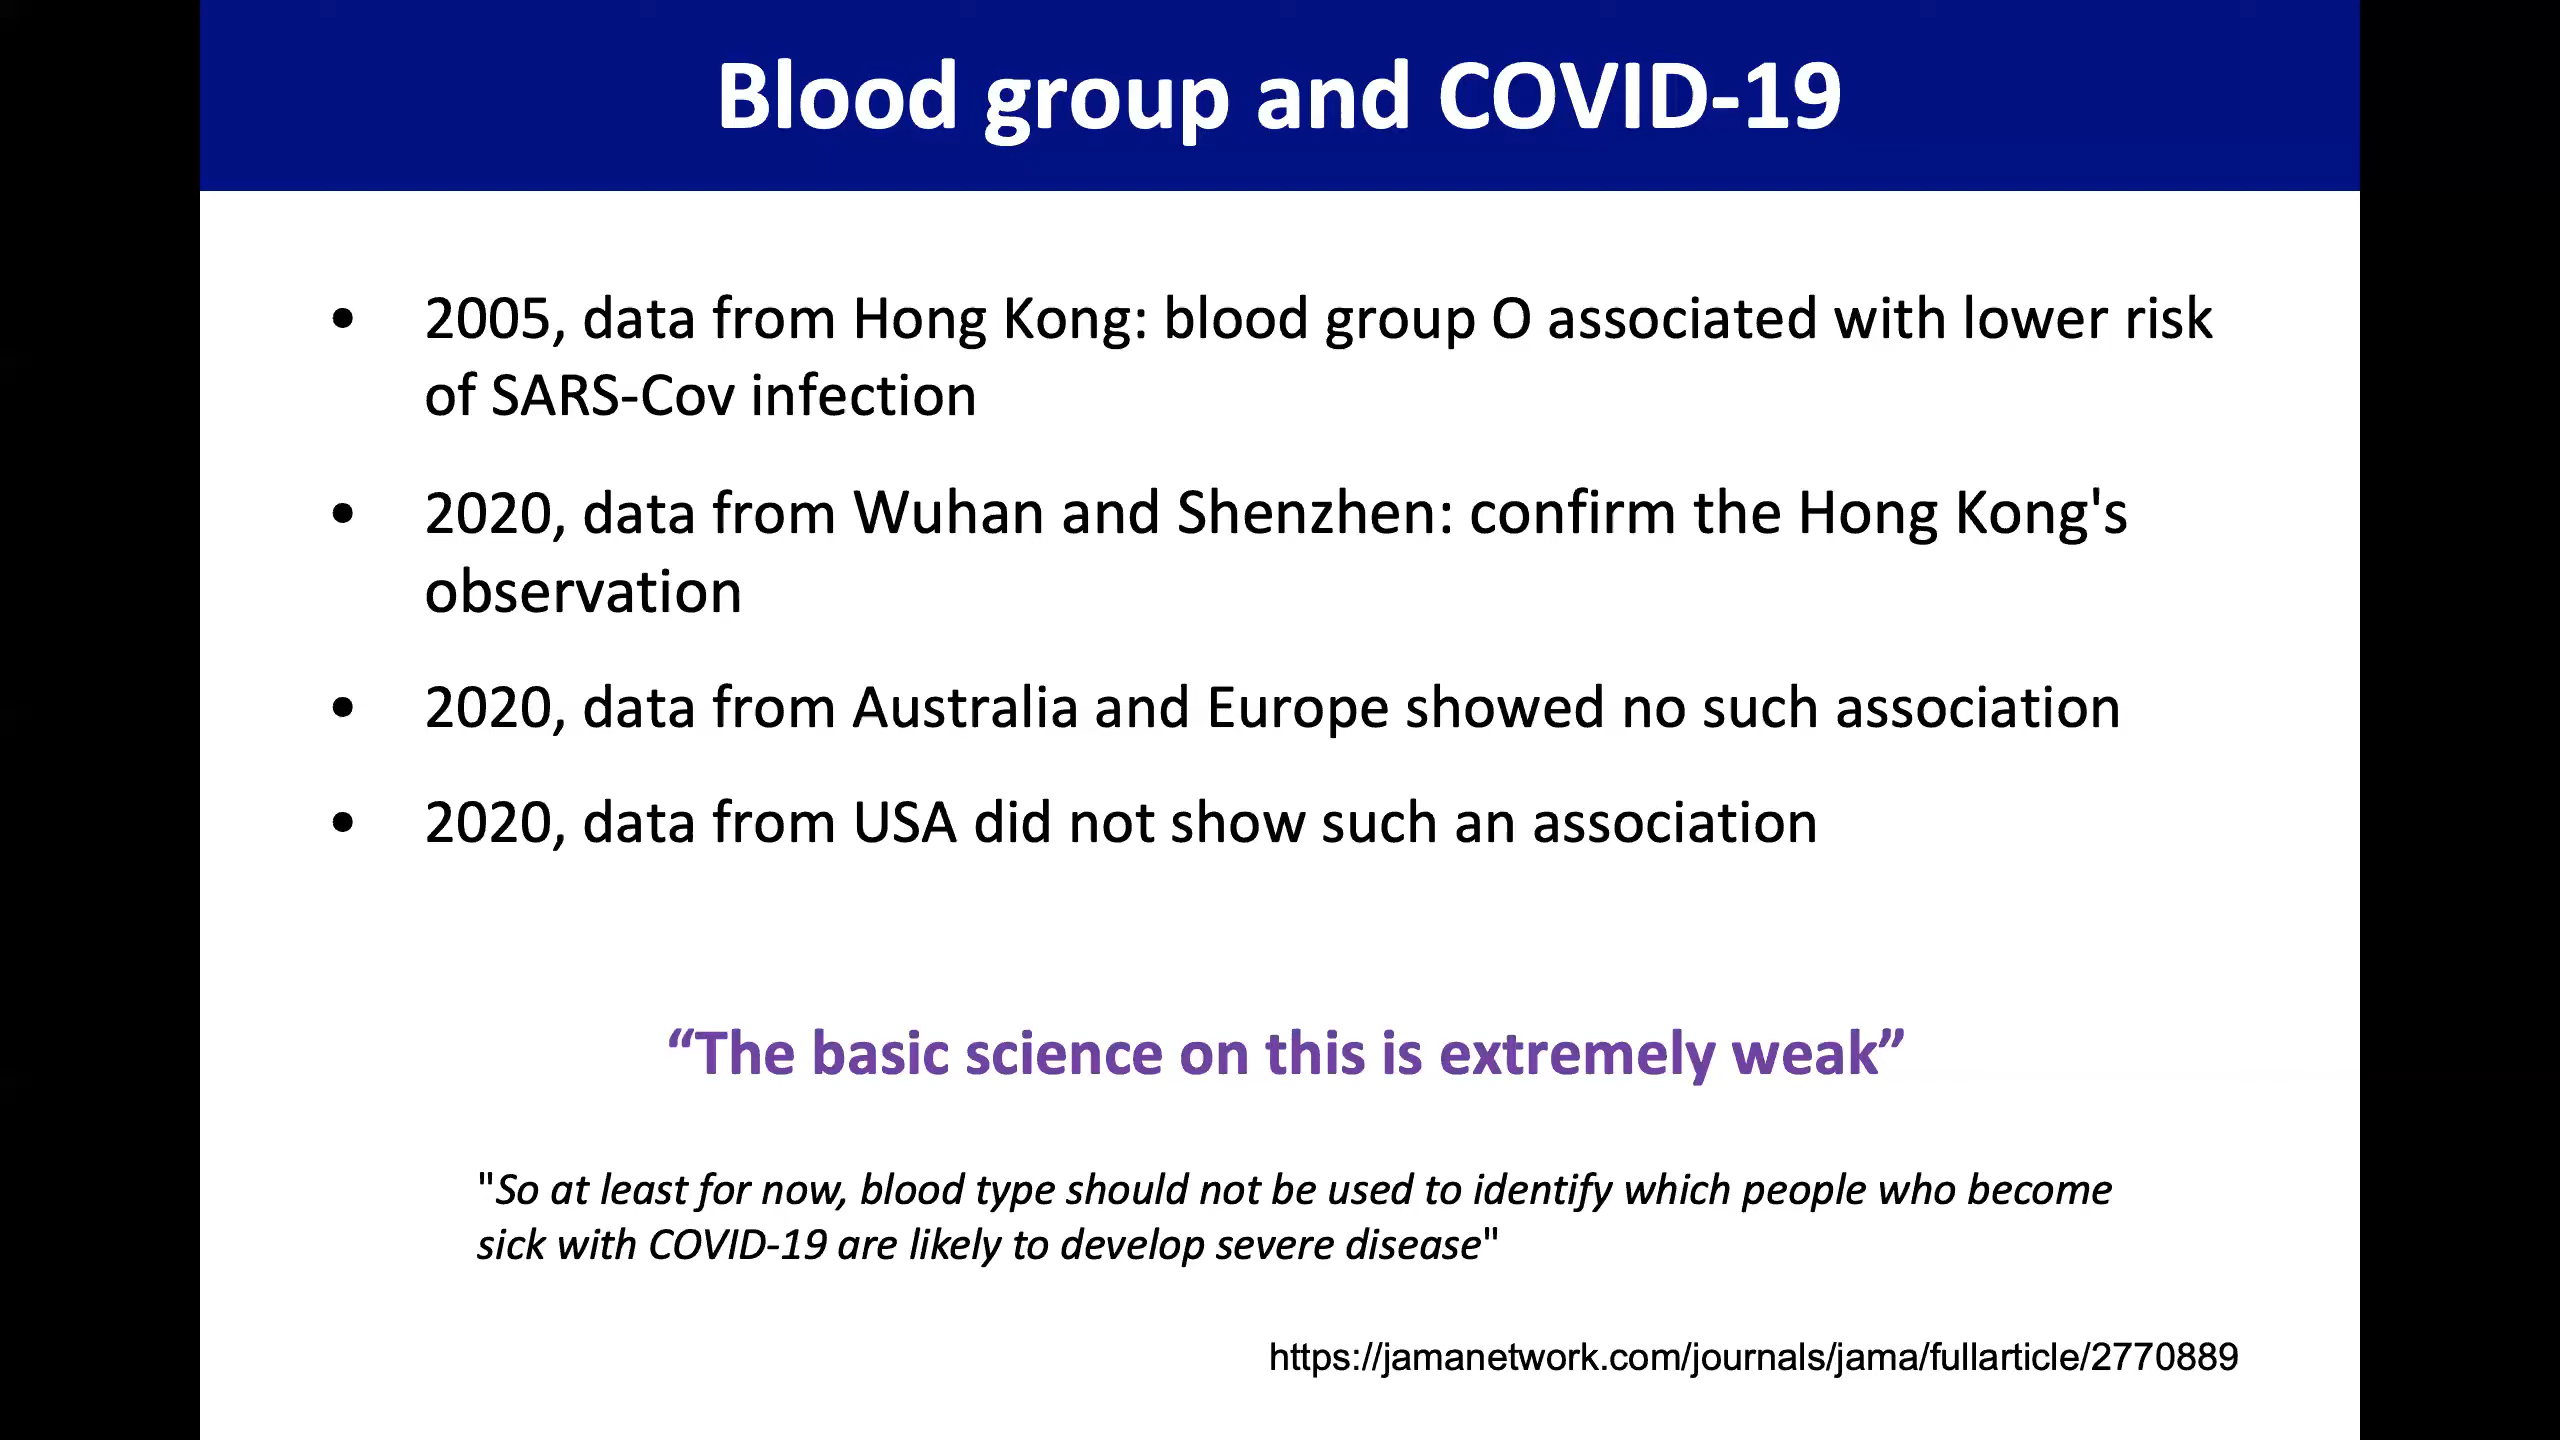 Blood group and COVID-19
• 2005, data from Hong Kong: blood group O associated with lower risk
of SARS-Cov infection
• 2020, data from Wuhan and Shenzhen: confirm the Hong Kong's
observation
• 2020, data from Australia and Europe showed no such association
• 2020, data from USA did not show such an association
“The basic science on this is extremely weak”
"So at least for now, blood type should not be used to identify which people who become
sick with COVID-19 are likely to develop severe disease"
https://jamanetwork.com/journals/jama/fullarticle/2770889